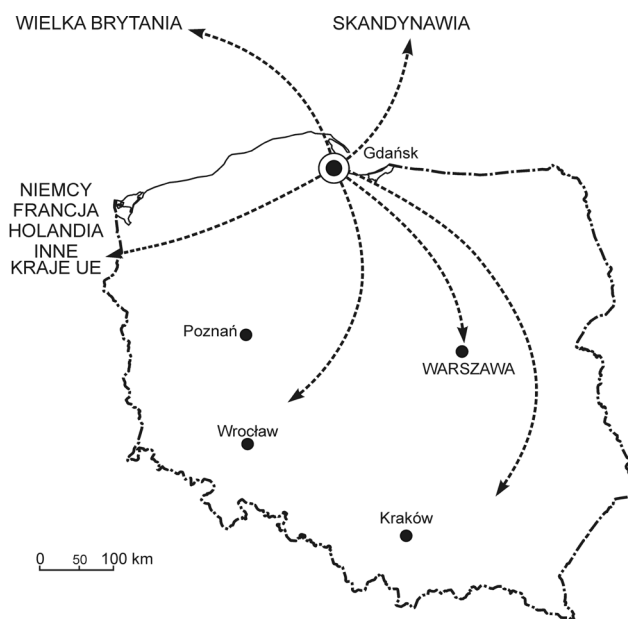 WIELKA BRYTANIA
SKANDYNAWIA
Gdańsk
NIEMCY
FRANCJA
HOLANDIA
INNE
KRAJE UE
Poznań
WARSZAWA
Wrocław
Kraków
0 50 100 km